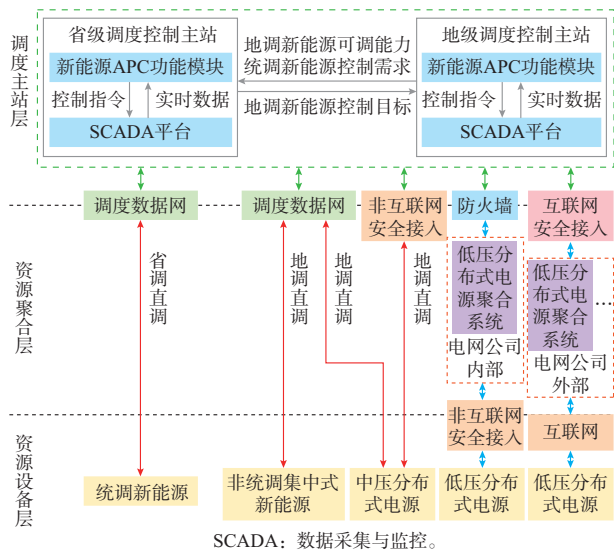 调度主站层
省级调度控制主站
新能源APC功能模块
控制指令
实时数据
SCADA平台
地调新能源可调能力
统调新能源控制需求
地调新能源控制目标
地级调度控制主站
新能源APC功能模块
控制指令
实时数据
SCADA平台
调度数据网
调度数据网
非互联网
安全接入
防火墙
互联网
安全接入
资源聚合层
省调直调
地调直调
地调直调
地调直调
低压分
布式电
源聚合
系统
电网公司
内部
低压分
布式电
源聚合
系统
…
电网公司
外部
非互联网
安全接入
互联网
资源设备层
统调新能源
非统调集中式
新能源
中压分布
式电源
低压分布
式电源
低压分布
式电源
SCADA：数据采集与监控。